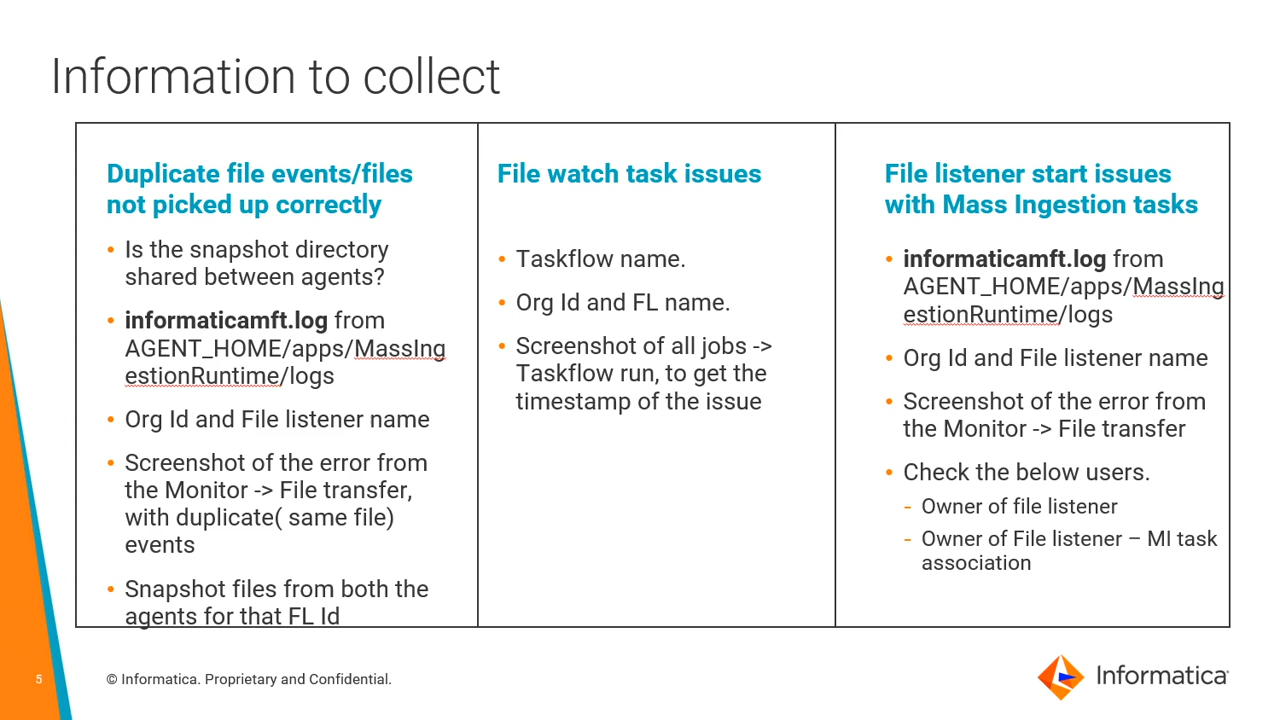 Information to collect
Duplicate file events/files
not picked up correctly
• Is the snapshot directory
shared between agents?
• informaticamft.log from
AGENT_HOME/apps/MassIng
estionRuntime/logs
• Org Id and File listener name
• Screenshot of the error from
the Monitor -> File transfer,
with duplicate( same file)
events
• Snapshot files from both the
agents for that FL Id
File watch task issues
• Taskflow name.
• Org Id and FL name.
• Screenshot of all jobs ->
Taskflow run, to get the
timestamp of the issue
File listener start issues
with Mass Ingestion tasks
• informaticamft.log from
AGENT_HOME/apps/MassIng
estionRuntime/logs
• Org Id and File listener name
• Screenshot of the error from
the Monitor -> File transfer
• Check the below users.
- Owner of file listener
- Owner of File listener – MI task
association
5
© Informatica. Proprietary and Confidential.
Informatica